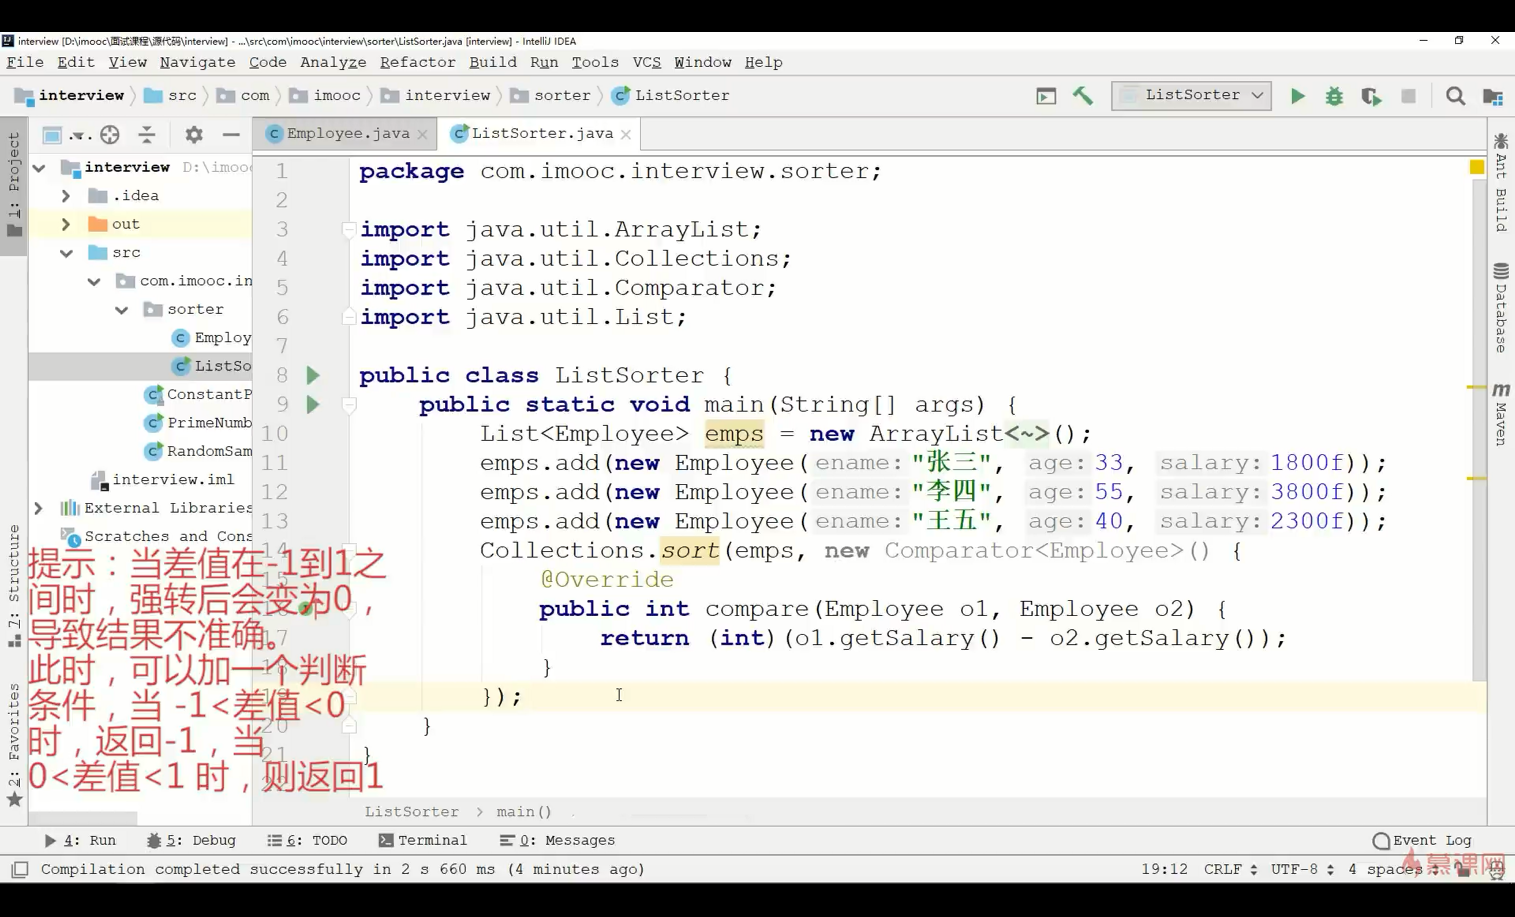 interview [D:\imooc\面试课程\源代码\interview] - ...\src\com\imooc\interview\sorter\ListSorter.java [interview] - IntelliJ IDEA
File Edit View Navigate Code Analyze Refactor Build Run Tools VCS Window Help
interview src com imooc interview sorter ListSorter
ListSorter
1: Project
7: Structure
2: Favorites
interview D:\imooc
.idea
out
src
com.imooc.in
sorter
Employ
ListSo
ConstantP
PrimeNumb
RandomSam
interview.iml
External Libraries
Scratches and Cons
提示：当差值在-1到1之
间时，强转后会变为0，
导致结果不准确。
此时，可以加一个判断
条件，当 -1<差值<0
时，返回-1，当
0<差值<1 时，则返回1
Employee.java ListSorter.java
1 package com.imooc.interview.sorter;
2
3 import java.util.ArrayList;
4 import java.util.Collections;
5 import java.util.Comparator;
6 import java.util.List;
7
8 public class ListSorter {
9 public static void main(String[] args) {
10 List<Employee> emps = new ArrayList<~>();
11 emps.add(new Employee( ename: "张三", age: 33, salary: 1800f));
12 emps.add(new Employee( ename: "李四", age: 55, salary: 3800f));
13 emps.add(new Employee( ename: "王五", age: 40, salary: 2300f));
14 Collections.sort(emps, new Comparator<Employee>() {
@Override
public int compare(Employee o1, Employee o2) {
17 return (int)(o1.getSalary() - o2.getSalary());
}
});
20 }
21 }
ListSorter > main()
Ant Build
Database
Maven
4: Run 5: Debug 6: TODO Terminal 0: Messages Event Log
Compilation completed successfully in 2 s 660 ms (4 minutes ago) 19:12 CRLF UTF-8 4 spaces
慕课网